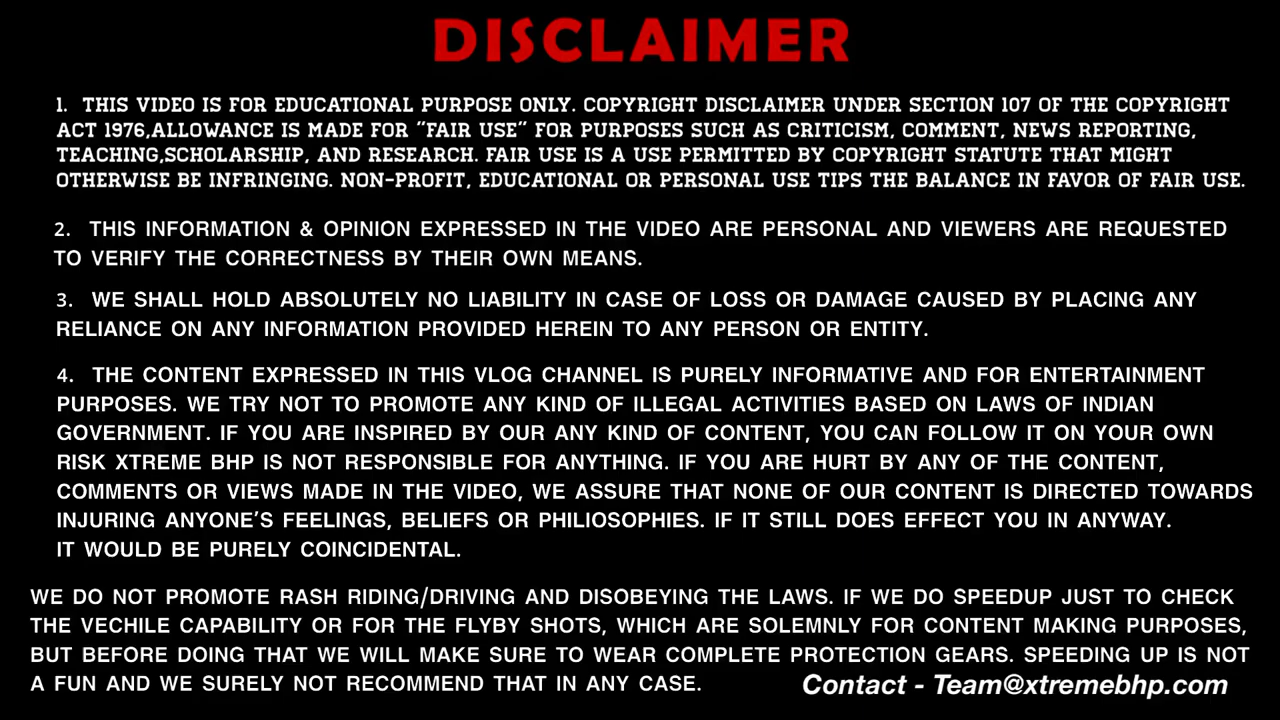 DISCLAIMER
1. THIS VIDEO IS FOR EDUCATIONAL PURPOSE ONLY. COPYRIGHT DISCLAIMER UNDER SECTION 107 OF THE COPYRIGHT
ACT 1976,ALLOWANCE IS MADE FOR "FAIR USE" FOR PURPOSES SUCH AS CRITICISM, COMMENT, NEWS REPORTING,
TEACHING,SCHOLARSHIP, AND RESEARCH. FAIR USE IS A USE PERMITTED BY COPYRIGHT STATUTE THAT MIGHT
OTHERWISE BE INFRINGING. NON-PROFIT, EDUCATIONAL OR PERSONAL USE TIPS THE BALANCE IN FAVOR OF FAIR USE.
2. THIS INFORMATION & OPINION EXPRESSED IN THE VIDEO ARE PERSONAL AND VIEWERS ARE REQUESTED
TO VERIFY THE CORRECTNESS BY THEIR OWN MEANS.
3. WE SHALL HOLD ABSOLUTELY NO LIABILITY IN CASE OF LOSS OR DAMAGE CAUSED BY PLACING ANY
RELIANCE ON ANY INFORMATION PROVIDED HEREIN TO ANY PERSON OR ENTITY.
4. THE CONTENT EXPRESSED IN THIS VLOG CHANNEL IS PURELY INFORMATIVE AND FOR ENTERTAINMENT
PURPOSES. WE TRY NOT TO PROMOTE ANY KIND OF ILLEGAL ACTIVITIES BASED ON LAWS OF INDIAN
GOVERNMENT. IF YOU ARE INSPIRED BY OUR ANY KIND OF CONTENT, YOU CAN FOLLOW IT ON YOUR OWN
RISK XTREME BHP IS NOT RESPONSIBLE FOR ANYTHING. IF YOU ARE HURT BY ANY OF THE CONTENT,
COMMENTS OR VIEWS MADE IN THE VIDEO, WE ASSURE THAT NONE OF OUR CONTENT IS DIRECTED TOWARDS
INJURING ANYONE'S FEELINGS, BELIEFS OR PHILIOSOPHIES. IF IT STILL DOES EFFECT YOU IN ANYWAY.
IT WOULD BE PURELY COINCIDENTAL.
WE DO NOT PROMOTE RASH RIDING/DRIVING AND DISOBEYING THE LAWS. IF WE DO SPEEDUP JUST TO CHECK
THE VECHILE CAPABILITY OR FOR THE FLYBY SHOTS, WHICH ARE SOLEMNLY FOR CONTENT MAKING PURPOSES,
BUT BEFORE DOING THAT WE WILL MAKE SURE TO WEAR COMPLETE PROTECTION GEARS. SPEEDING UP IS NOT
A FUN AND WE SURELY NOT RECOMMEND THAT IN ANY CASE.
Contact - Team@xtremebhp.com